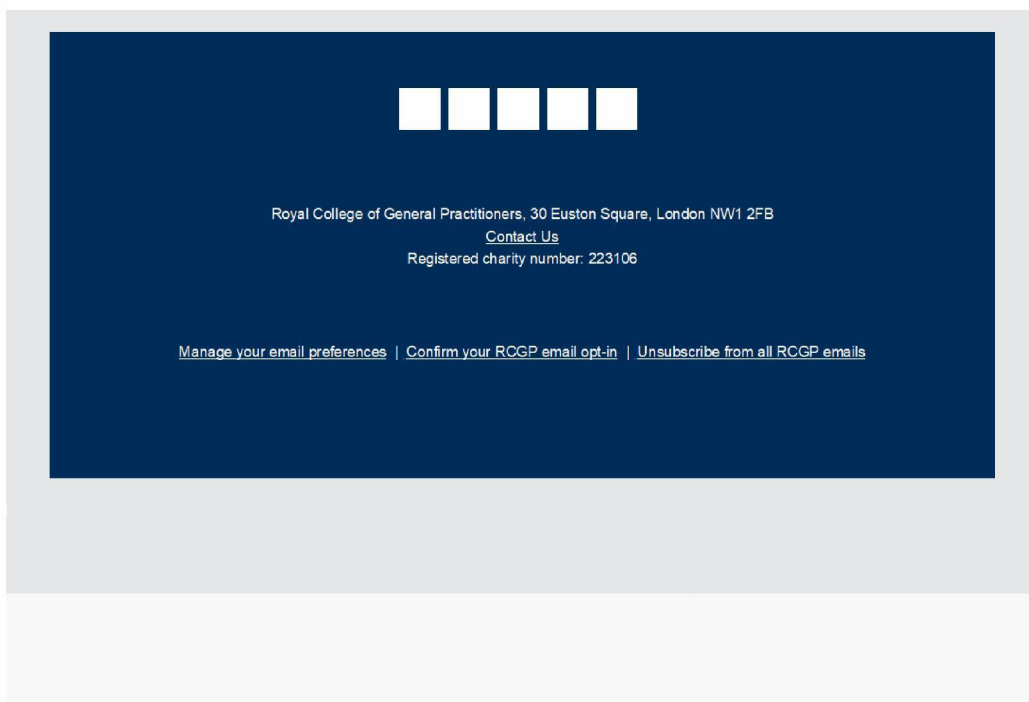 Royal College of General Practitioners, 30 Euston Square, London NW1 2FB
Contact Us
Registered charity number: 223106
Manage your email preferences | Confirm your RCGP email opt-in | Unsubscribe from all RCGP emails